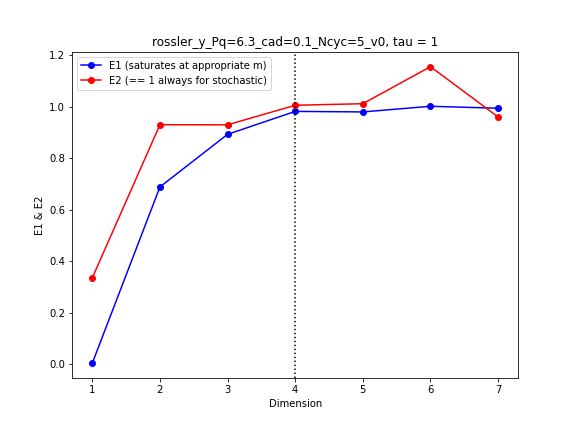 rossler_y_Pq=6.3_cad=0.1_Ncyc=5_v0, tau = 1
E1 (saturates at appropriate m)
E2 (== 1 always for stochastic)
1.2
1.0
0.8
0.6
0.4
0.2
0.0
E1 & E2
1 2 3 4 5 6 7
Dimension